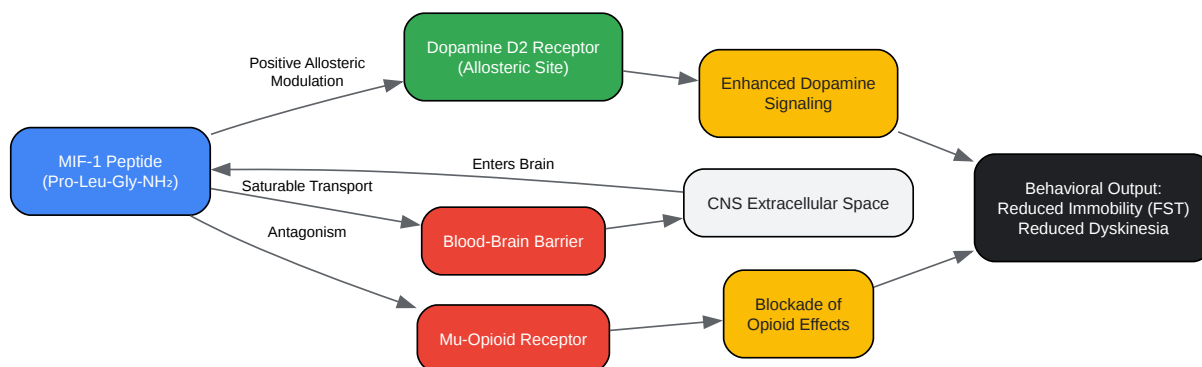 Dopamine D2 Receptor
(Allosteric Site)
Positive Allosteric
Modulation
Enhanced Dopamine
Signaling
MIF-1 Peptide
(Pro-Leu-Gly-NH₂)
Enters Brain
Saturable Transport
CNS Extracellular Space
Behavioral Output:
Reduced Immobility (FST)
Reduced Dyskinesia
Antagonism
Blood-Brain Barrier
Blockade of
Opioid Effects
Mu-Opioid Receptor